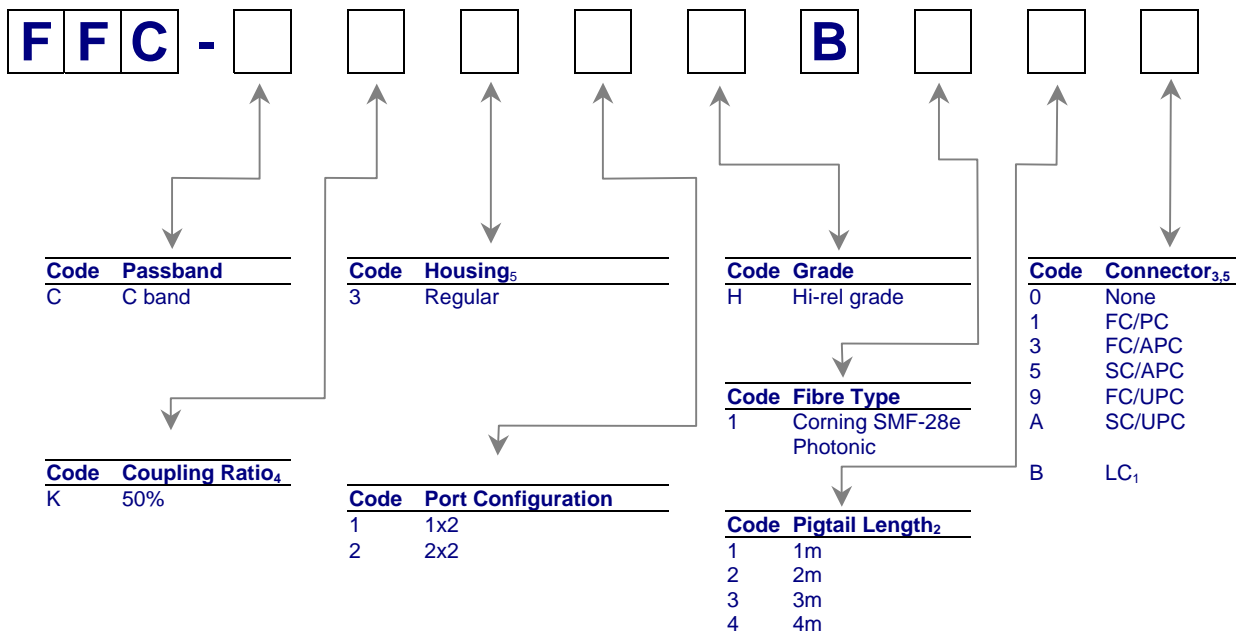 F F C - B
Code Passband
C C band
Code Coupling Ratio4
K 50%
Code Housing5
3 Regular
Code Port Configuration
1 1x2
2 2x2
Code Grade
H Hi-rel grade
Code Fibre Type
1 Corning SMF-28e
Photonic
Code Pigtail Length2
1 1m
2 2m
3 3m
4 4m
Code Connector3,5
0 None
1 FC/PC
3 FC/APC
5 SC/APC
9 FC/UPC
A SC/UPC
B LC1